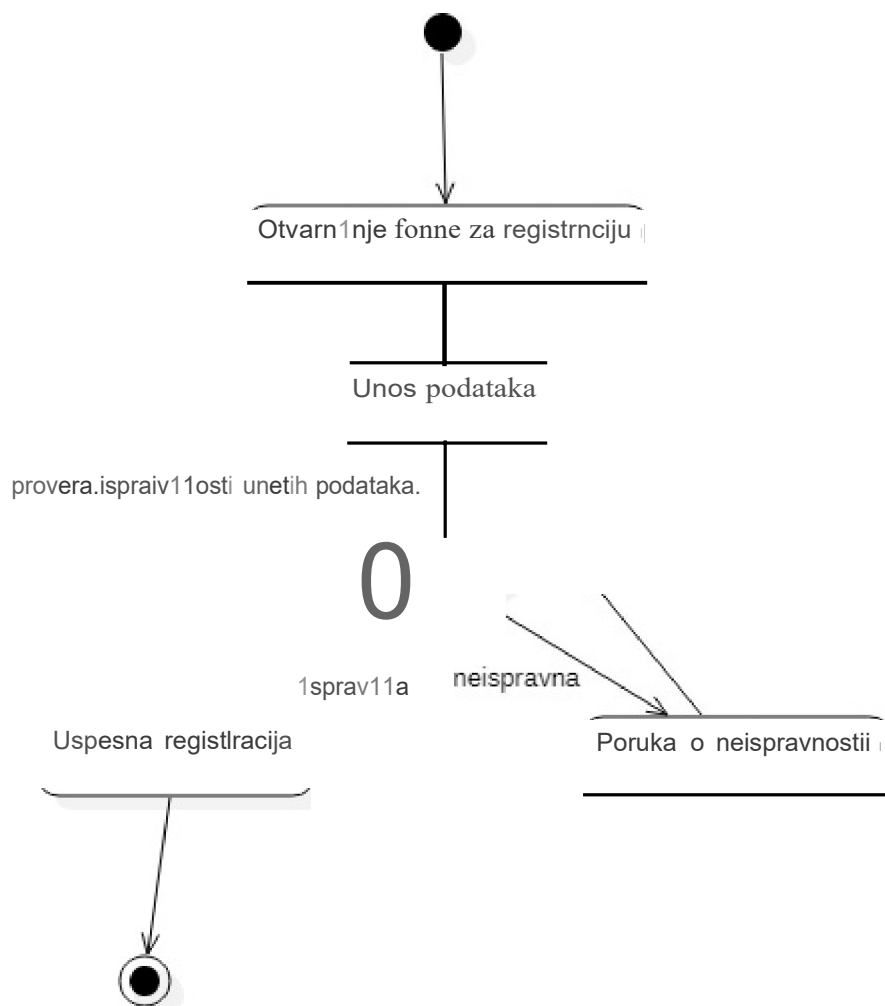 Otvarn1nje fonne za registrnciju
Unos podataka
provera.ispraiv11osti unetih podataka.
0
1sprav11a
neispravna
Uspesna registlracija
Poruka o neispravnostii